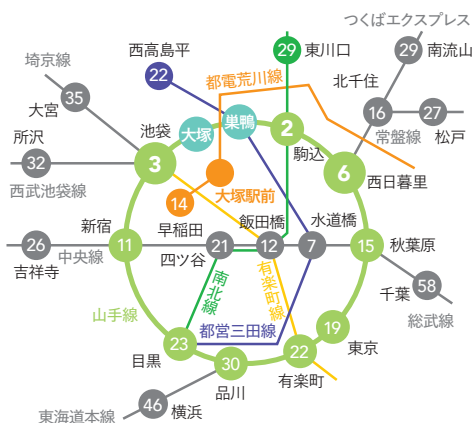 つくばエクスプレス
西高島平
22
29
東川口
29
南流山
埼京線
都電荒川線
北千住
大宮
35
池袋
大塚
巣鴨
2
16
27
常盤線
松戸
所沢
32
西武池袋線
3
駒込
6
西日暮里
大塚駅前
14
早稲田
飯田橋
水道橋
新宿
26
中央線
11
21
12
7
15
秋葉原
吉祥寺
四ツ谷
千葉
58
総武線
南北線
有楽町線
山手線
都営三田線
19
東京
23
目黒
30
品川
22
有楽町
46
横浜
東海道本線